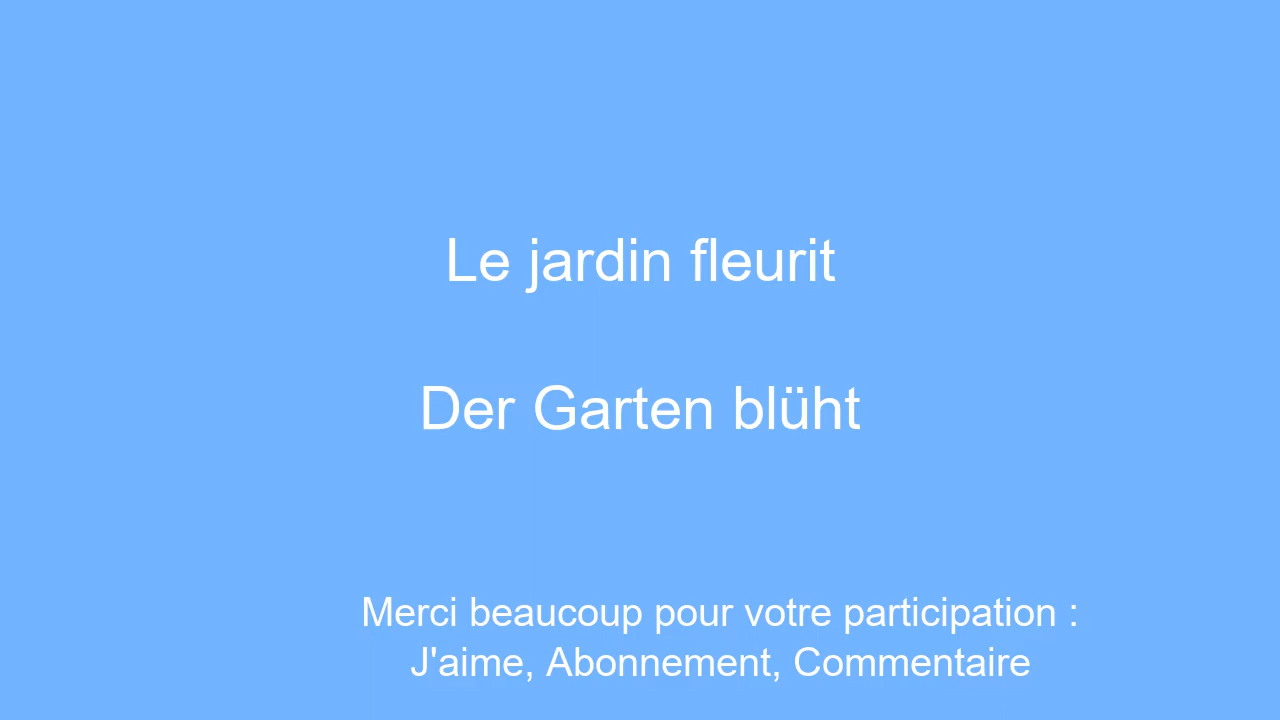 Le jardin fleurit
Der Garten blüht
Merci beaucoup pour votre participation :
J'aime, Abonnement, Commentaire